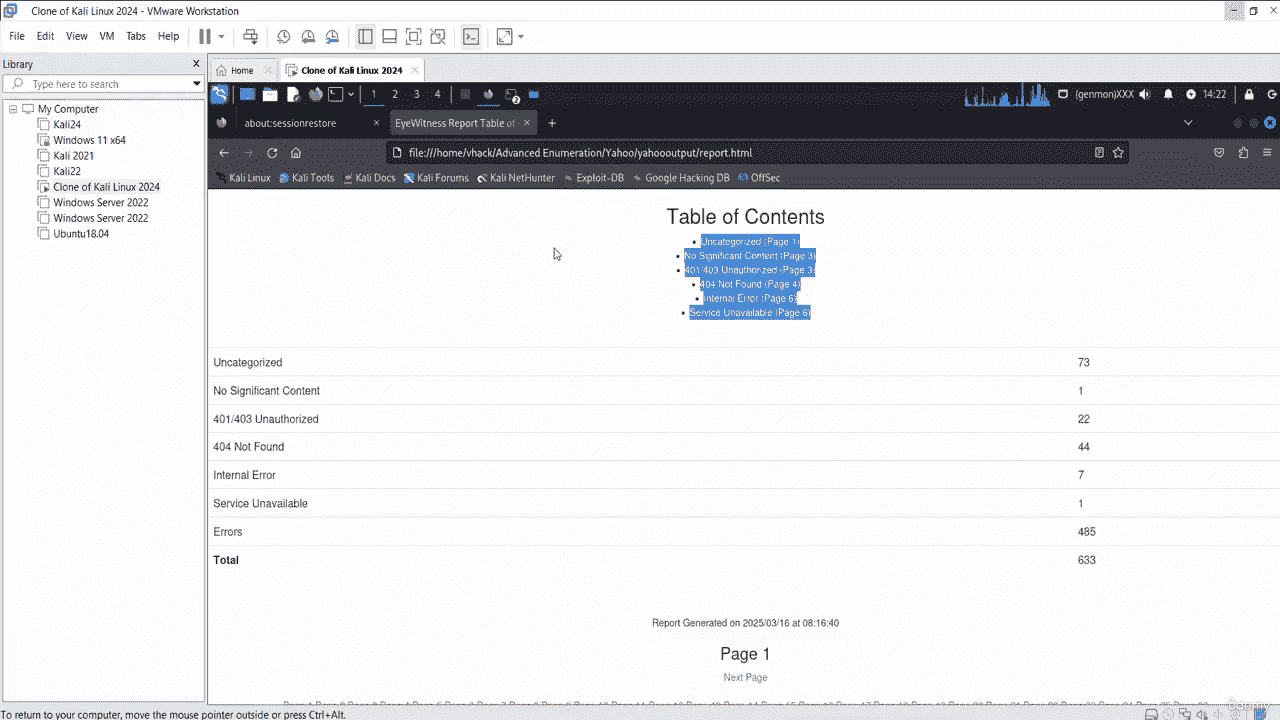 Clone of Kali Linux 2024 - VMware Workstation
File Edit View VM Tabs Help
Library
Type here to search
My Computer
Kali24
Windows 11 x64
Kali 2021
Kali22
Clone of Kali Linux 2024
Windows Server 2022
Windows Server 2022
Ubuntu18.04
Home
Clone of Kali Linux 2024
1 2 3 4
2
(genmon)XXX
14:22
about:sessionrestore
EyeWitness Report Table of
file:///home/vhack/Advanced Enumeration/Yahoo/yahoooutput/report.html
Kali Linux Kali Tools Kali Docs Kali Forums Kali NetHunter Exploit-DB Google Hacking DB OffSec
Table of Contents
Uncategorized (Page 1)
No Significant Content (Page 3)
401/403 Unauthorized (Page 3)
404 Not Found (Page 4)
Internal Error (Page 6)
Service Unavailable (Page 6)
Uncategorized 73
No Significant Content 1
401/403 Unauthorized 22
404 Not Found 44
Internal Error 7
Service Unavailable 1
Errors 485
Total 633
Report Generated on 2025/03/16 at 08:16:40
Page 1
Next Page
To return to your computer, move the mouse pointer outside or press Ctrl+Alt.